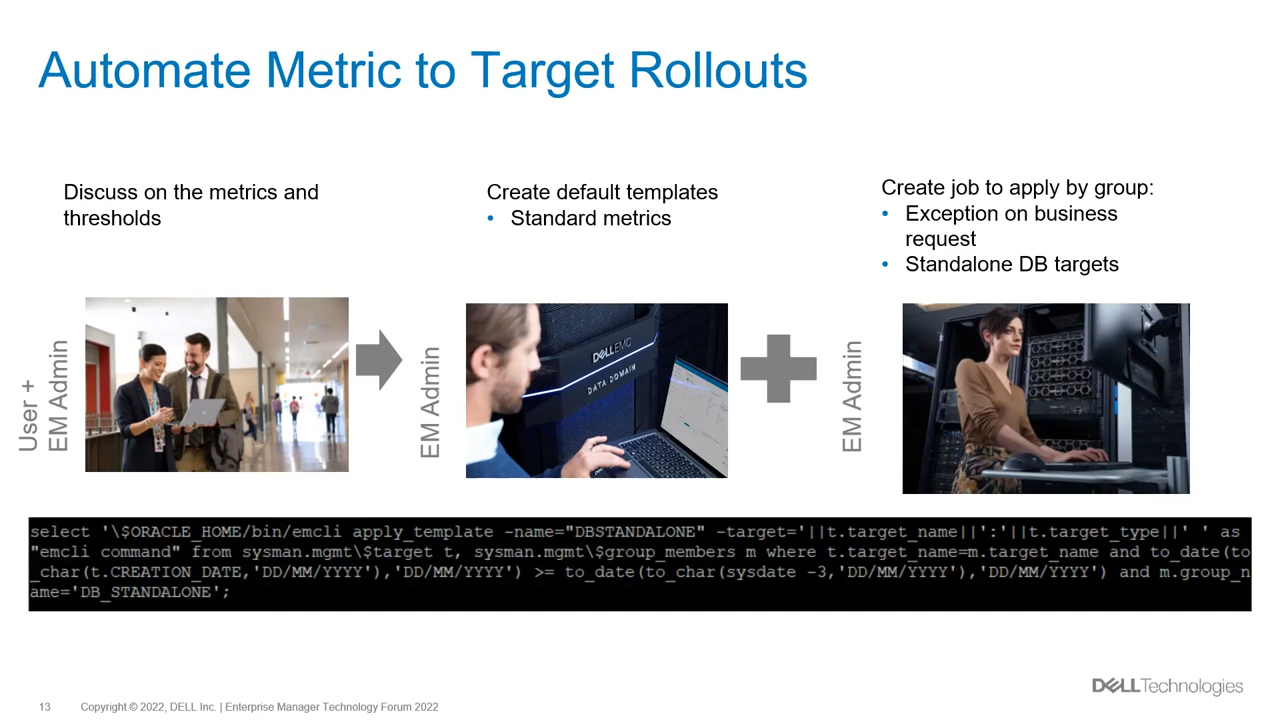 Automate Metric to Target Rollouts
Discuss on the metrics and
thresholds
Create default templates
• Standard metrics
Create job to apply by group:
• Exception on business
request
• Standalone DB targets
User +
EM Admin
EM Admin
EM Admin
DELLEMC
DATA DOMAIN
select '\$ORACLE_HOME/bin/emcli apply_template -name="DBSTANDALONE" -target='||t.target_name||':'||t.target_type||' ' as
"emcli command" from sysman.mgmt\$target t, sysman.mgmt\$group_members m where t.target_name=m.target_name and to_date(to
_char(t.CREATION_DATE,'DD/MM/YYYY'),'DD/MM/YYYY') >= to_date(to_char(sysdate -3,'DD/MM/YYYY'),'DD/MM/YYYY') and m.group_n
ame='DB_STANDALONE';
DELLTechnologies
13 Copyright © 2022, DELL Inc. | Enterprise Manager Technology Forum 2022